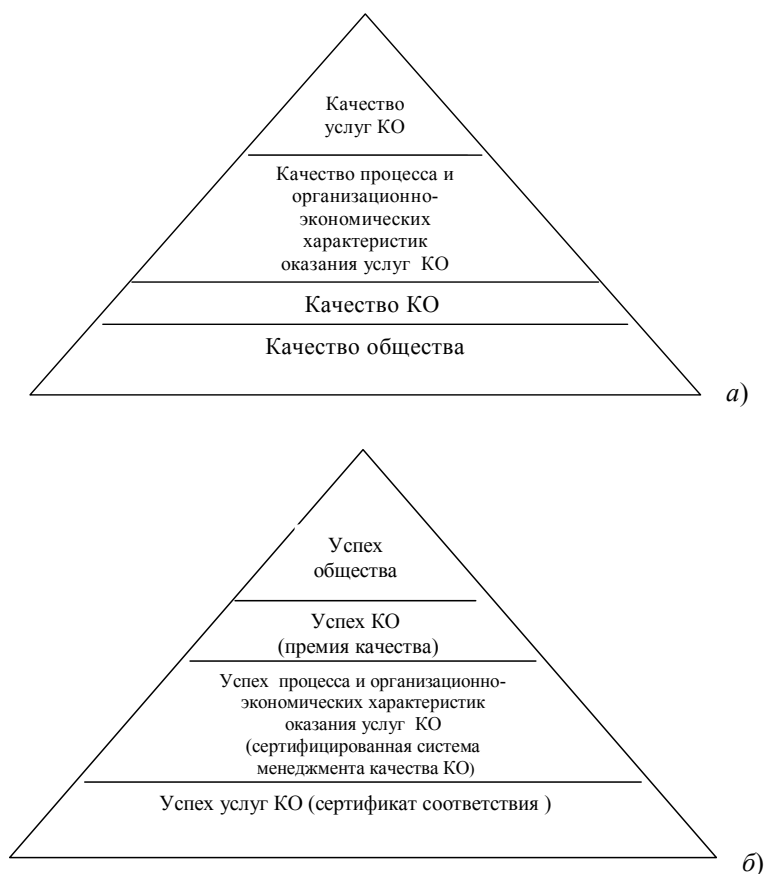 Качество
услуг КО
Качество процесса и
организационно-
экономических
характеристик
оказания услуг КО
Качество КО
Качество общества
а)
Успех
общества
Успех КО
(премия качества)
Успех процесса и организационно-
экономических характеристик
оказания услуг КО
(сертифицированная система
менеджмента качества КО)
Успех услуг КО (сертификат соответствия )
б)